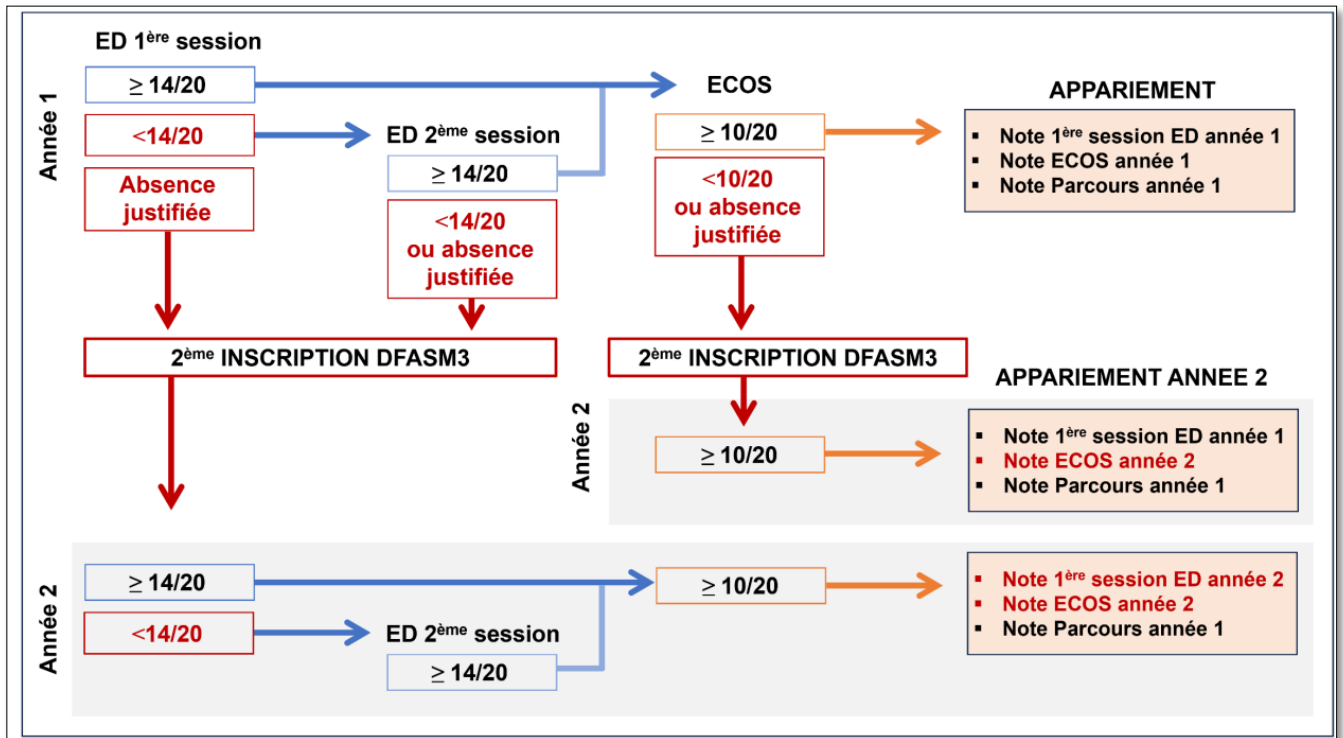 ED 1ère session
Année 1
≥ 14/20
ECOS
APPARIEMENT
<14/20
ED 2ème session
≥ 10/20
▪ Note 1ère session ED année 1
▪ Note ECOS année 1
▪ Note Parcours année 1
Absence
justifiée
≥ 14/20
<10/20
ou absence
justifiée
<14/20
ou absence
justifiée
2ème INSCRIPTION DFASM3
2ème INSCRIPTION DFASM3
APPARIEMENT ANNEE 2
Année 2
≥ 10/20
▪ Note 1ère session ED année 1
▪ Note ECOS année 2
▪ Note Parcours année 1
Année 2
≥ 14/20
≥ 10/20
▪ Note 1ère session ED année 2
▪ Note ECOS année 2
▪ Note Parcours année 1
<14/20
ED 2ème session
≥ 14/20